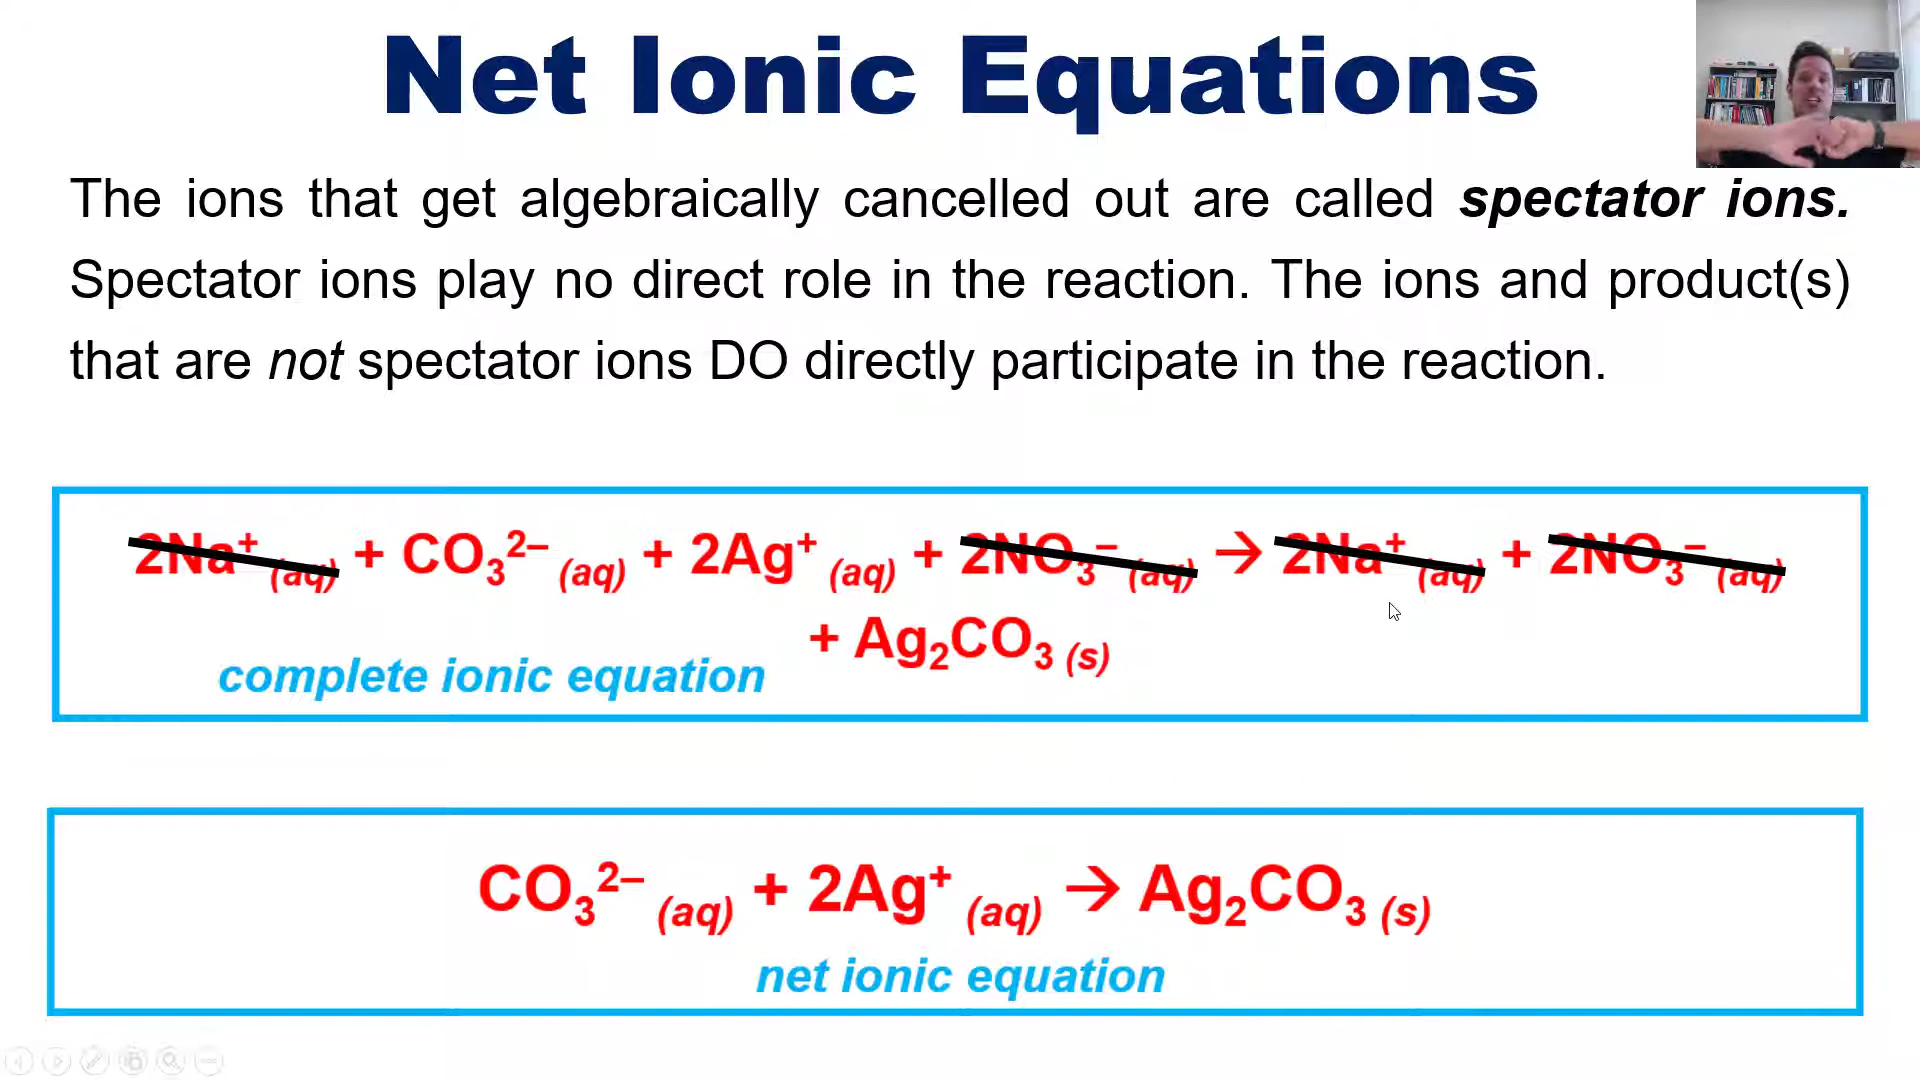 Net Ionic Equations
The ions that get algebraically cancelled out are called spectator ions.
Spectator ions play no direct role in the reaction. The ions and product(s)
that are not spectator ions DO directly participate in the reaction.
2Na⁺ (aq) + CO₃²⁻ (aq) + 2Ag⁺ (aq) + 2NO₃⁻ (aq) → 2Na⁺ (aq) + 2NO₃⁻ (aq)
+ Ag₂CO₃ (s)
complete ionic equation
CO₃²⁻ (aq) + 2Ag⁺ (aq) → Ag₂CO₃ (s)
net ionic equation